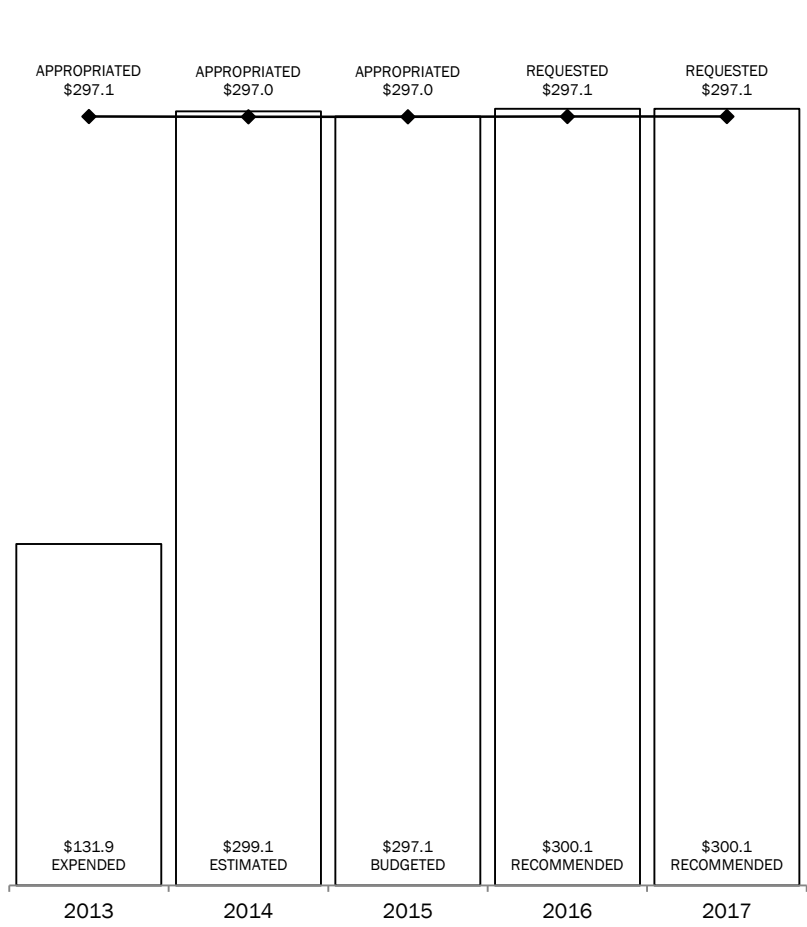 APPROPRIATED
$297.1
APPROPRIATED
$297.0
APPROPRIATED
$297.0
REQUESTED
$297.1
REQUESTED
$297.1
$131.9
EXPENDED
$299.1
ESTIMATED
$297.1
BUDGETED
$300.1
RECOMMENDED
$300.1
RECOMMENDED
2013
2014
2015
2016
2017